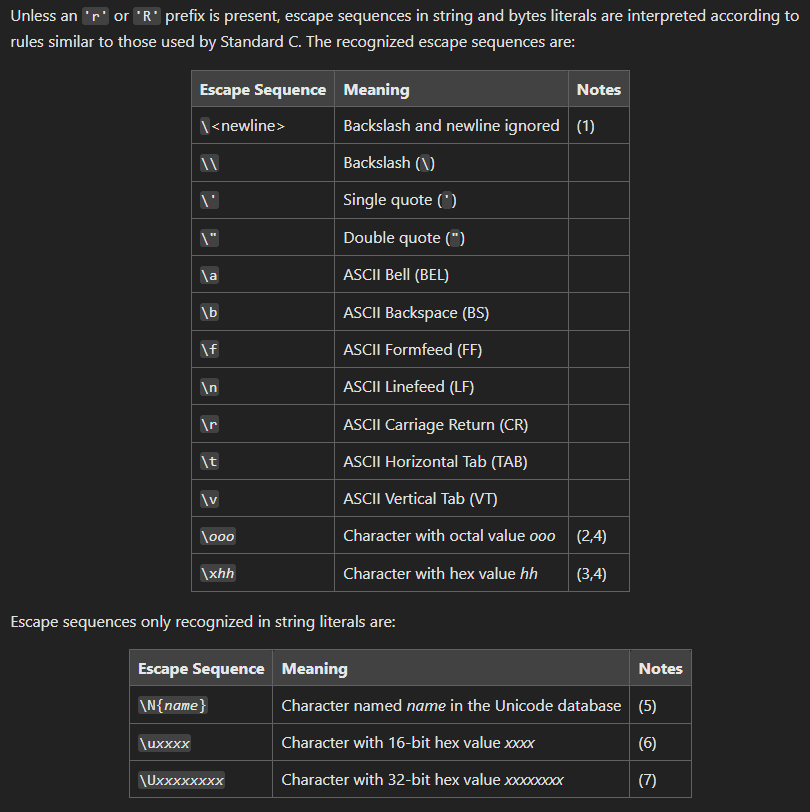 Unless an 'r' or 'R' prefix is present, escape sequences in string and bytes literals are interpreted according to
rules similar to those used by Standard C. The recognized escape sequences are:
Escape Sequence Meaning Notes
\<newline> Backslash and newline ignored (1)
\\ Backslash (\)
\' Single quote (')
\" Double quote (")
\a ASCII Bell (BEL)
\b ASCII Backspace (BS)
\f ASCII Formfeed (FF)
\n ASCII Linefeed (LF)
\r ASCII Carriage Return (CR)
\t ASCII Horizontal Tab (TAB)
\v ASCII Vertical Tab (VT)
\ooo Character with octal value ooo (2,4)
\xhh Character with hex value hh (3,4)
Escape sequences only recognized in string literals are:
Escape Sequence Meaning Notes
\N{name} Character named name in the Unicode database (5)
\uxxxx Character with 16-bit hex value xxxx (6)
\Uxxxxxxxx Character with 32-bit hex value xxxxxxxx (7)